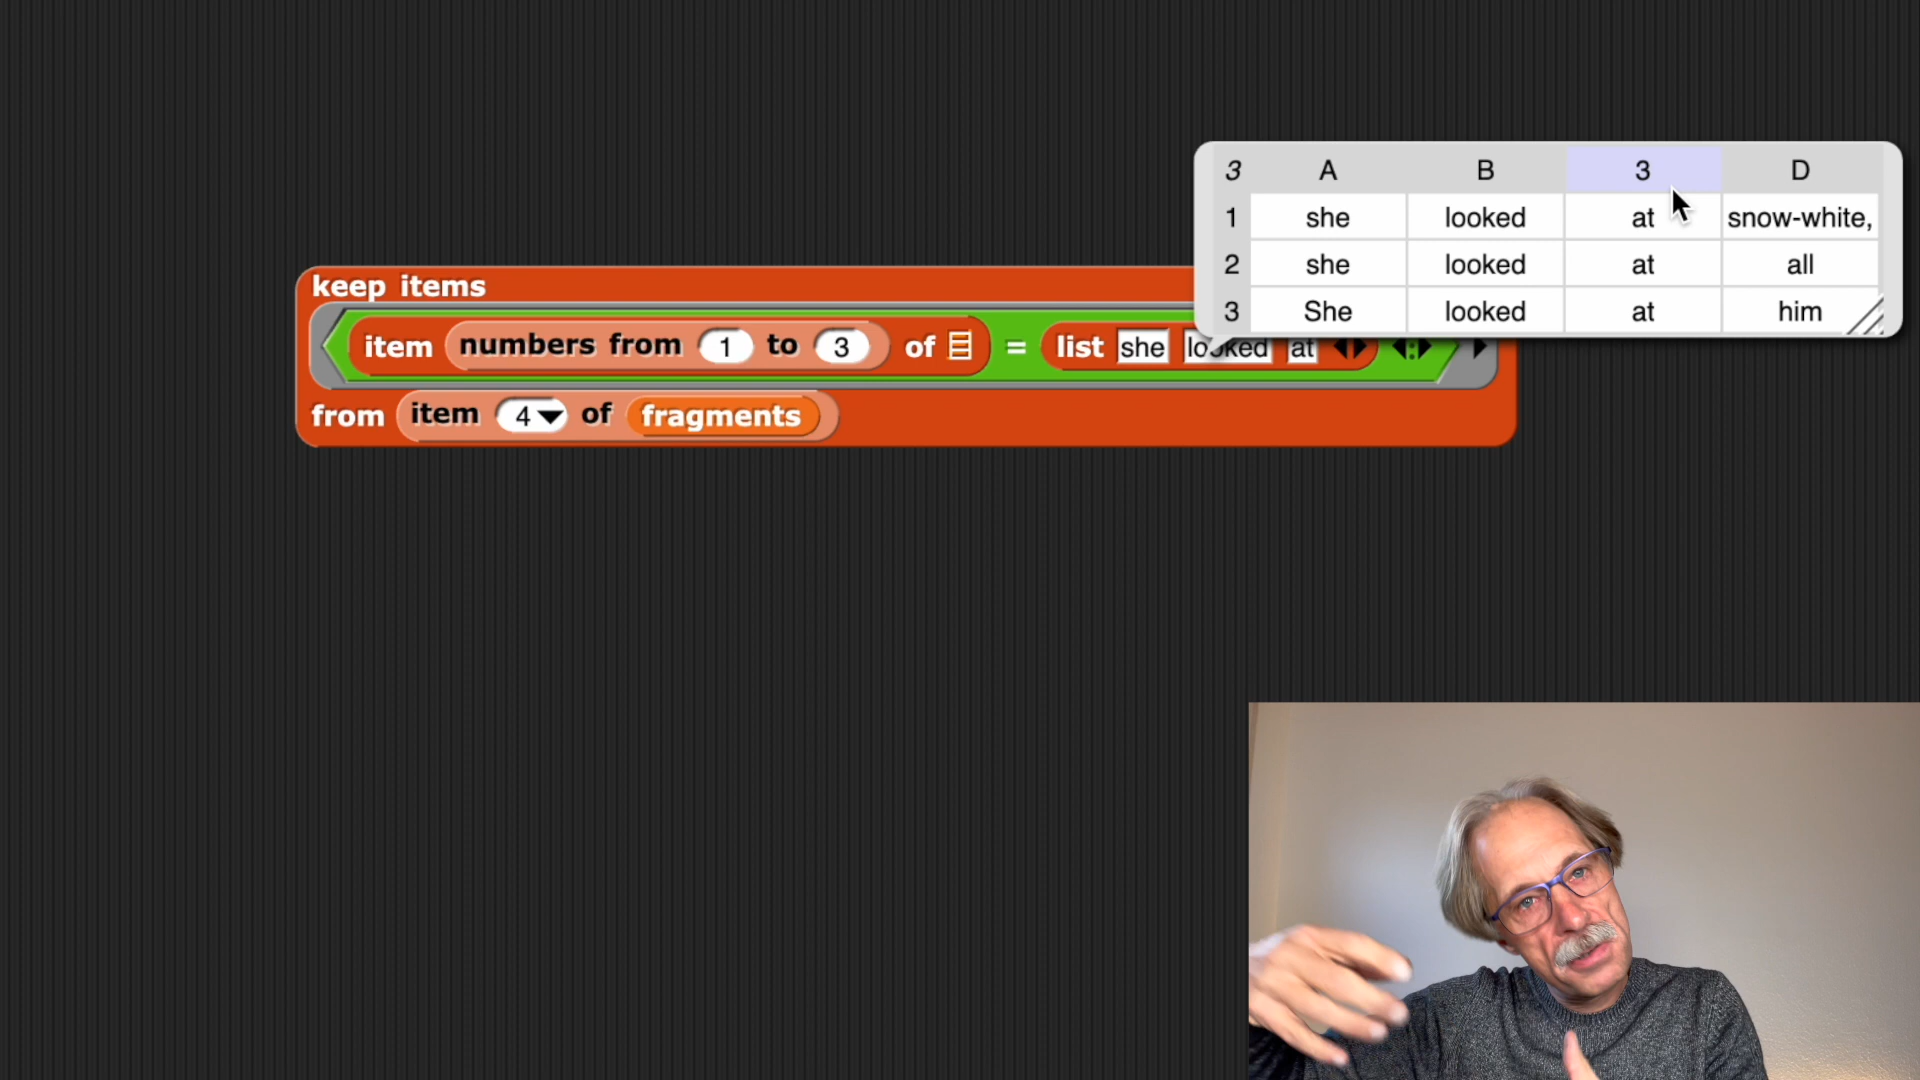 3 A B 3 D
1 she looked at snow-white,
2 she looked at all
3 She looked at him
keep items
item numbers from 1 to 3 of = list she looked at
from item 4 of fragments